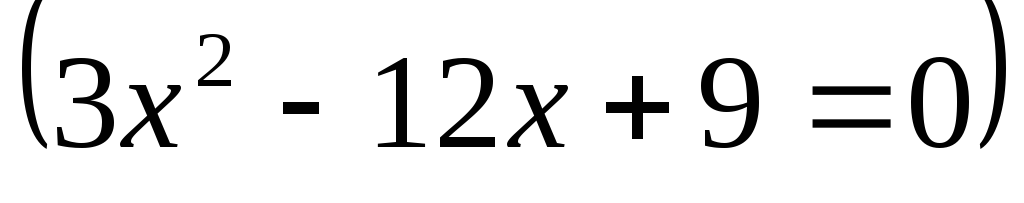 (3x² - 12x + 9 = 0)